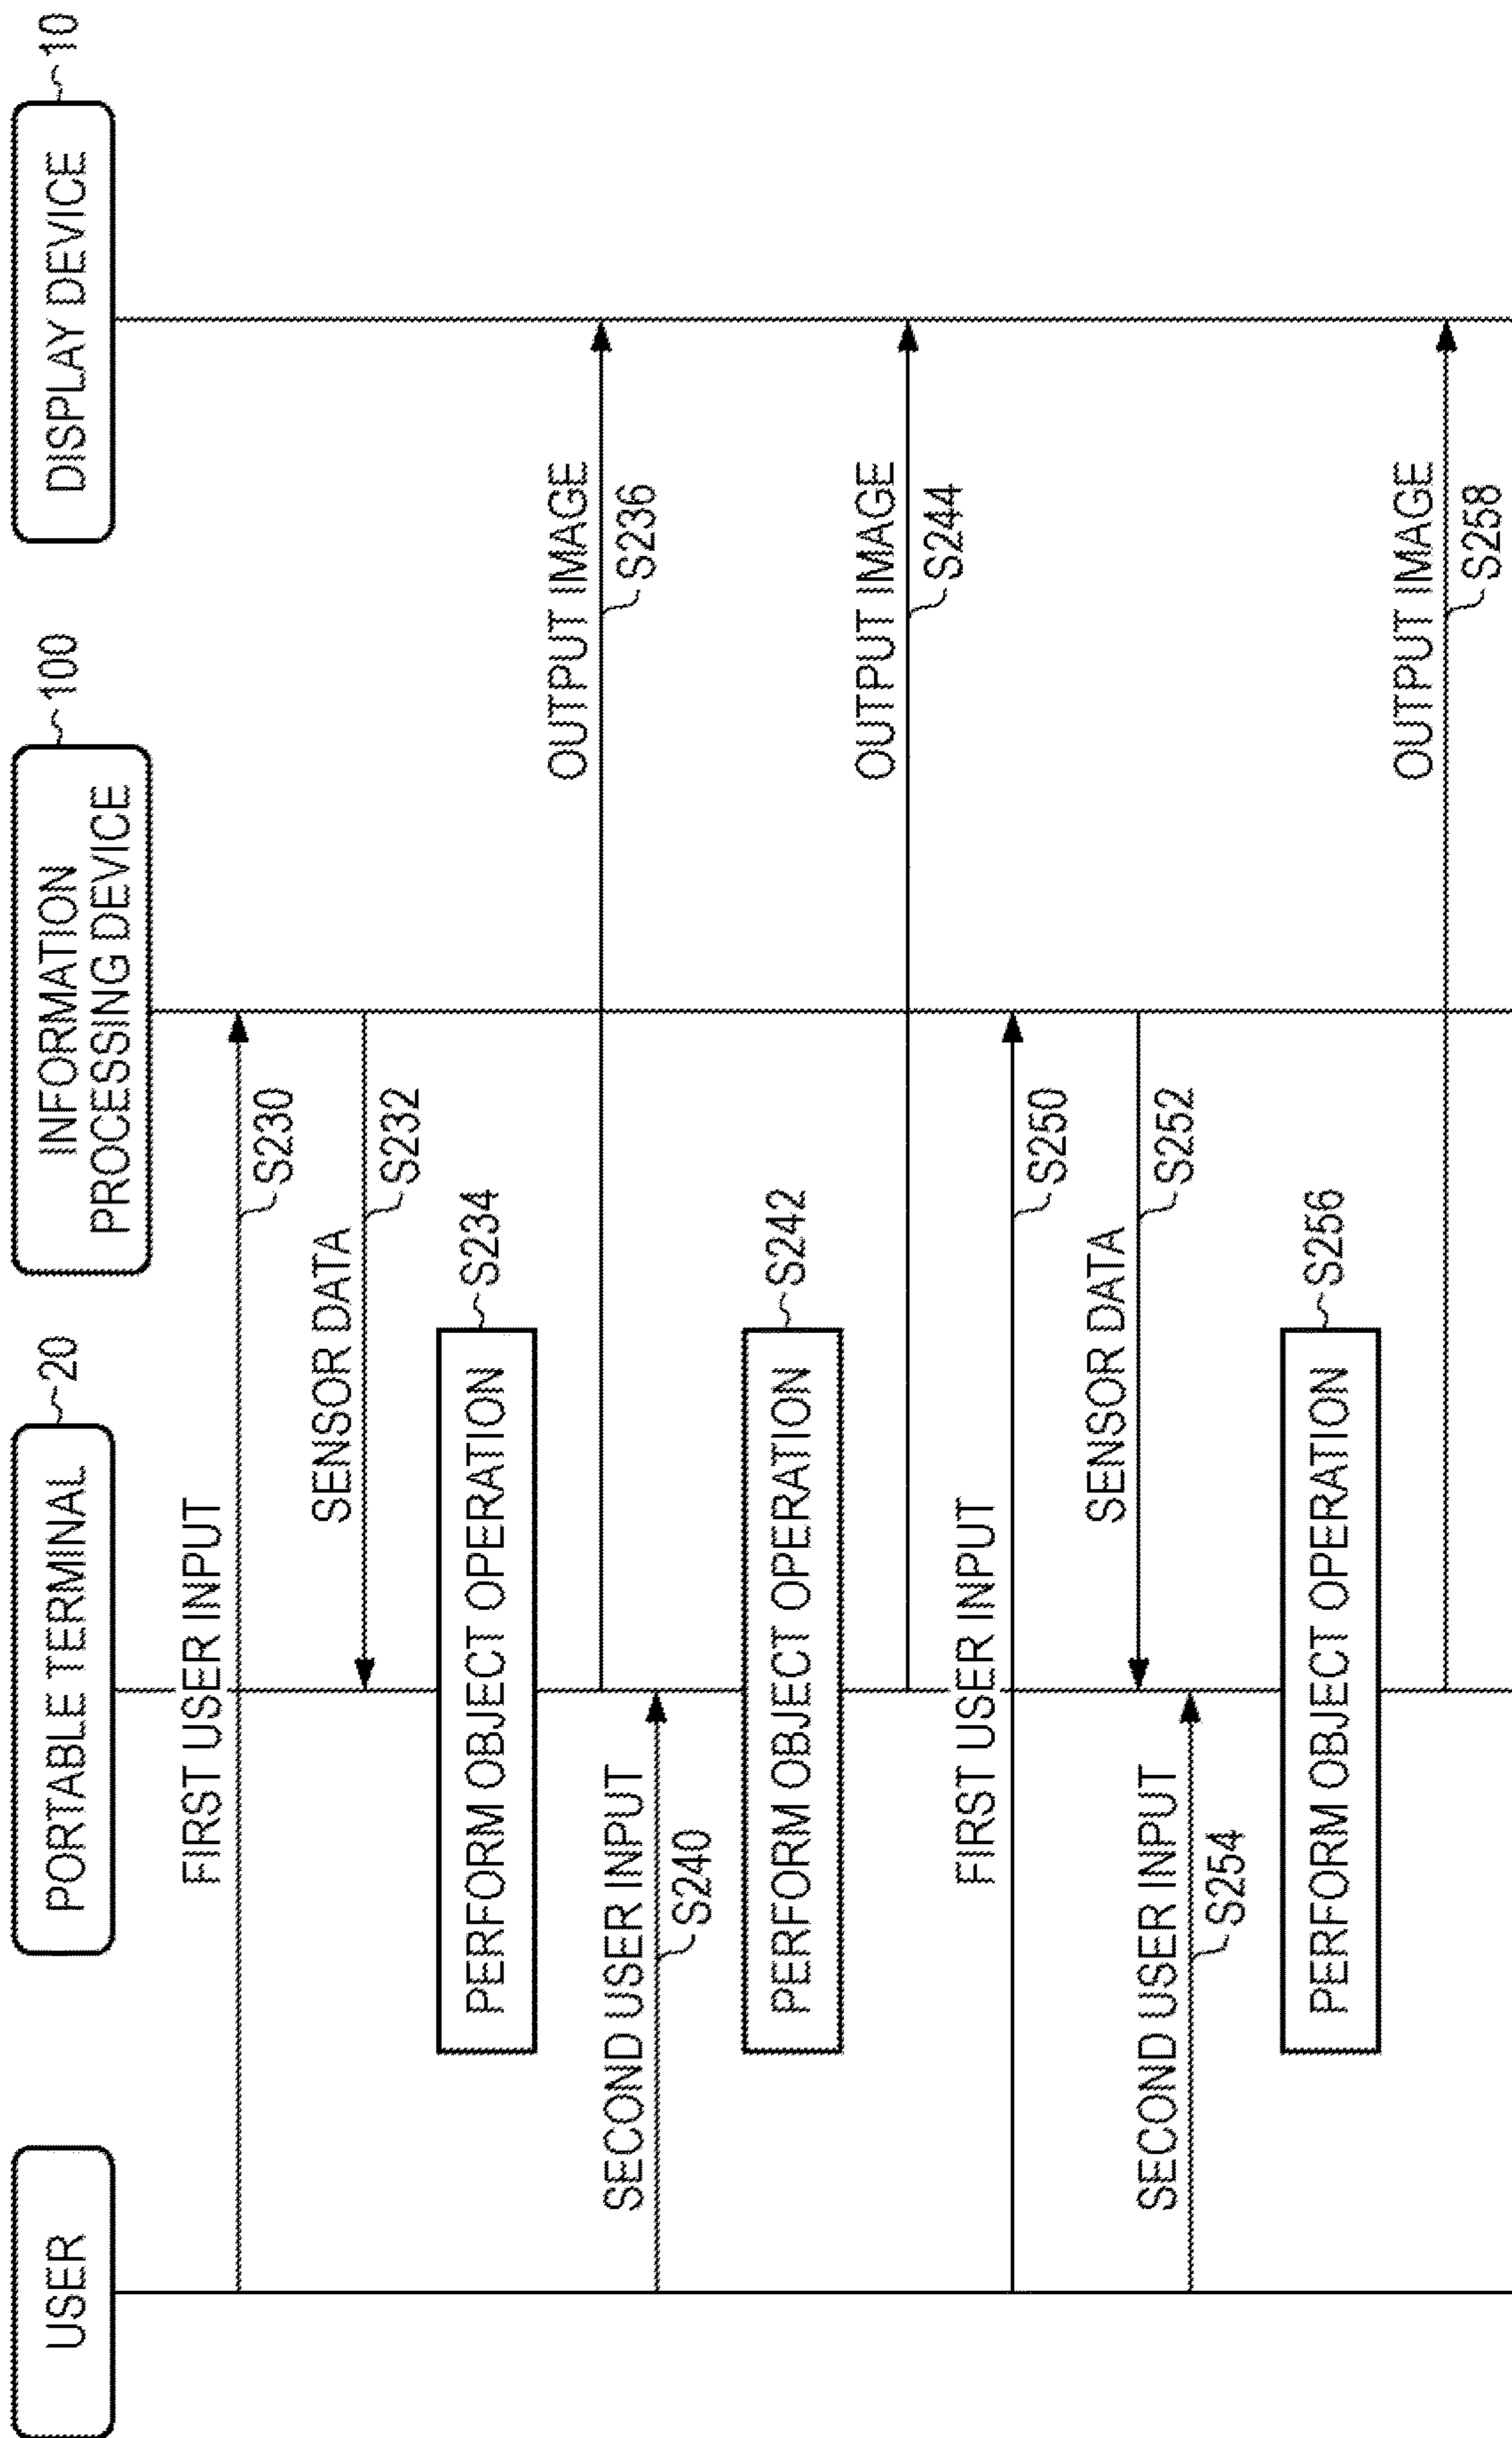 USER
PORTABLE TERMINAL
20
INFORMATION
PROCESSING DEVICE
100
DISPLAY DEVICE
10
FIRST USER INPUT
S230
SENSOR DATA
S232
PERFORM OBJECT OPERATION
S234
OUTPUT IMAGE
S236
SECOND USER INPUT
S240
PERFORM OBJECT OPERATION
S242
OUTPUT IMAGE
S244
FIRST USER INPUT
S250
SENSOR DATA
S252
SECOND USER INPUT
S254
PERFORM OBJECT OPERATION
S256
OUTPUT IMAGE
S258